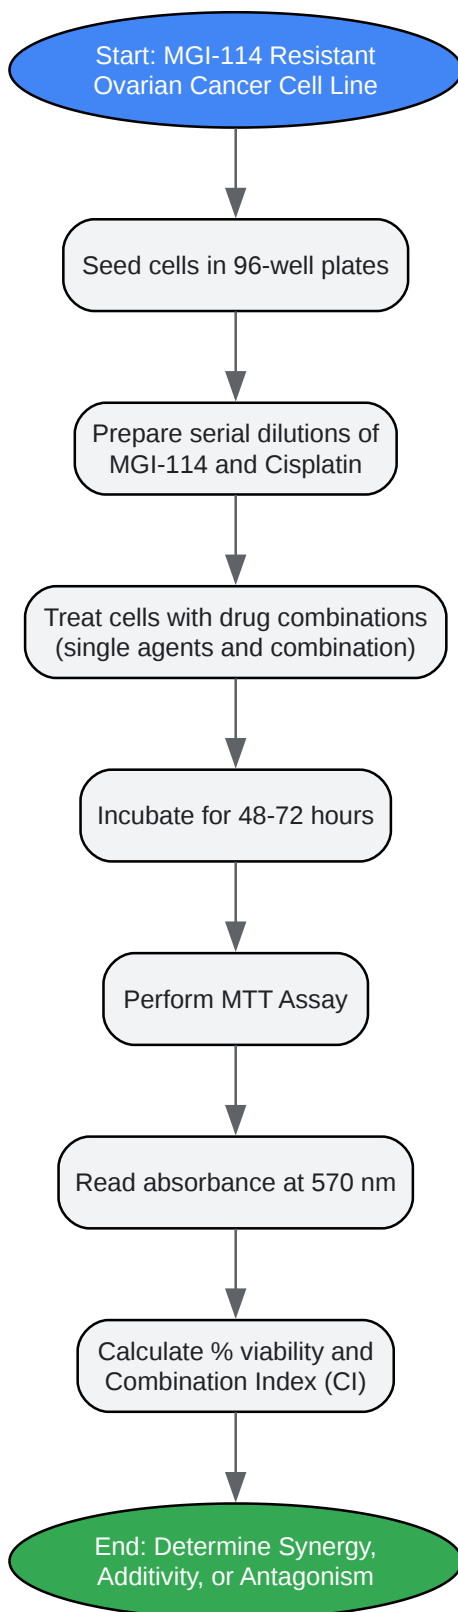 Start: MGI-114 Resistant
Ovarian Cancer Cell Line
Seed cells in 96-well plates
Prepare serial dilutions of
MGI-114 and Cisplatin
Treat cells with drug combinations
(single agents and combination)
Incubate for 48-72 hours
Perform MTT Assay
Read absorbance at 570 nm
Calculate % viability and
Combination Index (CI)
End: Determine Synergy,
Additivity, or Antagonism